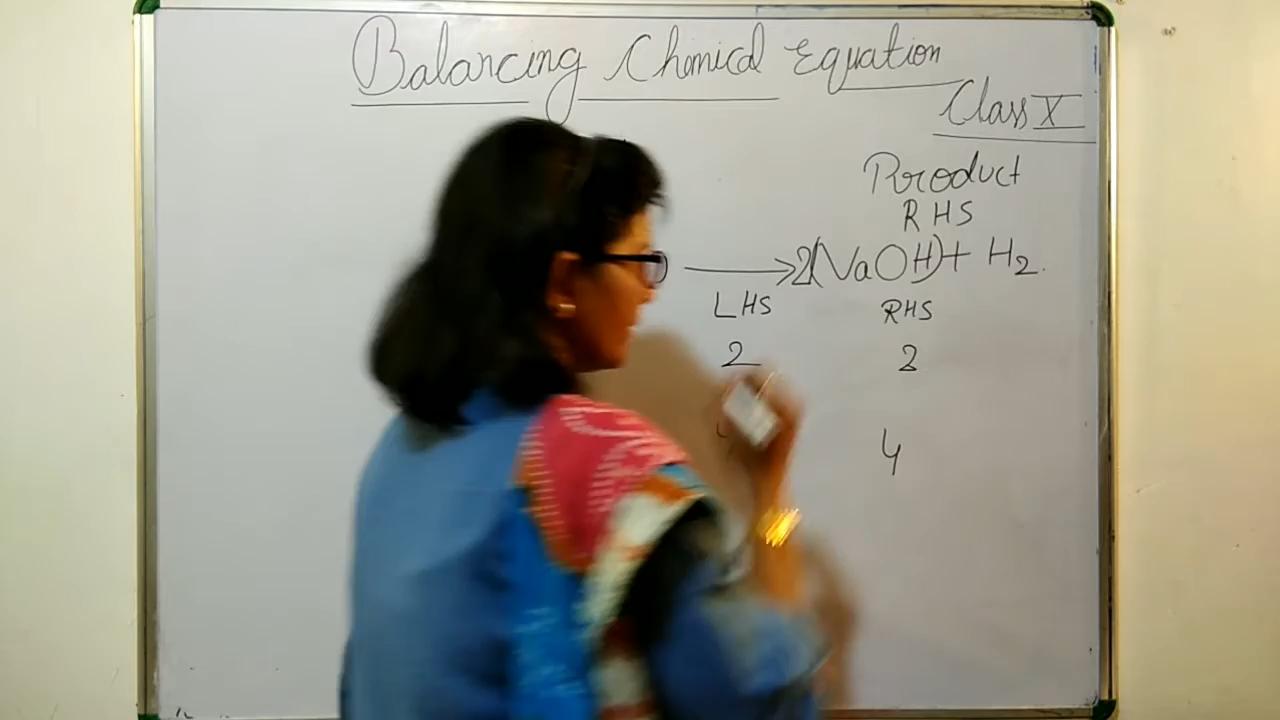 Balancing Chemical Equation
Class X
Product
RHS
⟶ 2(NaOH) + H₂.
LHS RHS
2 2
4